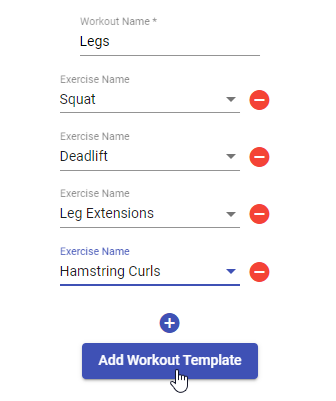 Workout Name *
Legs
Exercise Name
Squat
Exercise Name
Deadlift
Exercise Name
Leg Extensions
Exercise Name
Hamstring Curls
Add Workout Template